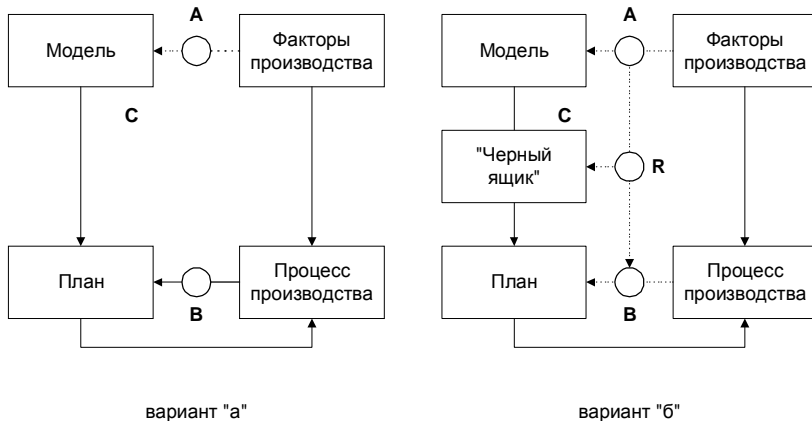 A
Модель
Факторы
производства
C
План
Процесс
производства
B
вариант "а"
A
Модель
Факторы
производства
C
"Черный
ящик"
R
План
Процесс
производства
B
вариант "б"